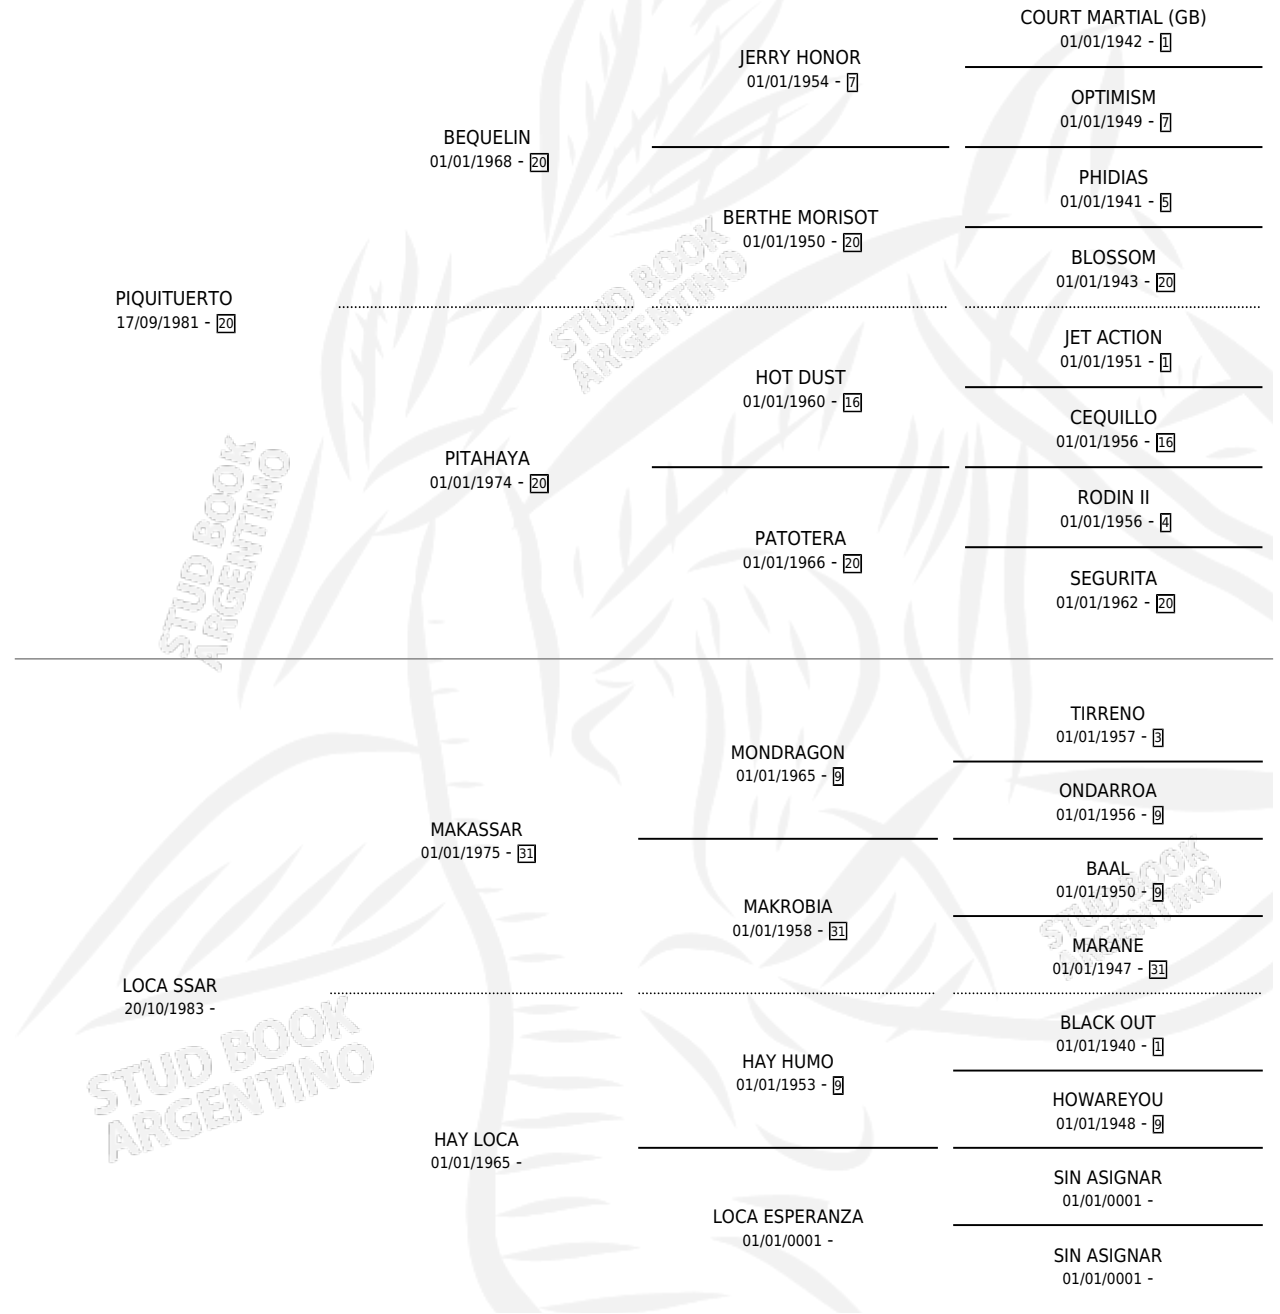 COURT MARTIAL (GB)
01/01/1942 - 1
JERRY HONOR
01/01/1954 - 7
OPTIMISM
01/01/1949 - 7
BEQUELIN
01/01/1968 - 20
PHIDIAS
01/01/1941 - 5
BERTHE MORISOT
01/01/1950 - 20
BLOSSOM
01/01/1943 - 20
PIQUITUERTO
17/09/1981 - 20
JET ACTION
01/01/1951 - 1
HOT DUST
01/01/1960 - 16
CEQUILLO
01/01/1956 - 16
PITAHAYA
01/01/1974 - 20
RODIN II
01/01/1956 - 4
PATOTERA
01/01/1966 - 20
SEGURITA
01/01/1962 - 20
TIRRENO
01/01/1957 - 3
MONDRAGON
01/01/1965 - 9
ONDARROA
01/01/1956 - 9
MAKASSAR
01/01/1975 - 31
BAAL
01/01/1950 - 9
MAKROBIA
01/01/1958 - 31
MARANE
01/01/1947 - 31
LOCA SSAR
20/10/1983 -
BLACK OUT
01/01/1940 - 1
HAY HUMO
01/01/1953 - 9
HOWAREYOU
01/01/1948 - 9
HAY LOCA
01/01/1965 -
SIN ASIGNAR
01/01/0001 -
LOCA ESPERANZA
01/01/0001 -
SIN ASIGNAR
01/01/0001 -
STUD BOOK
ARGENTINO
STUD BOOK
ARGENTINO
STUD BOOK
ARGENTINO
STUD BOOK
ARGENTINO